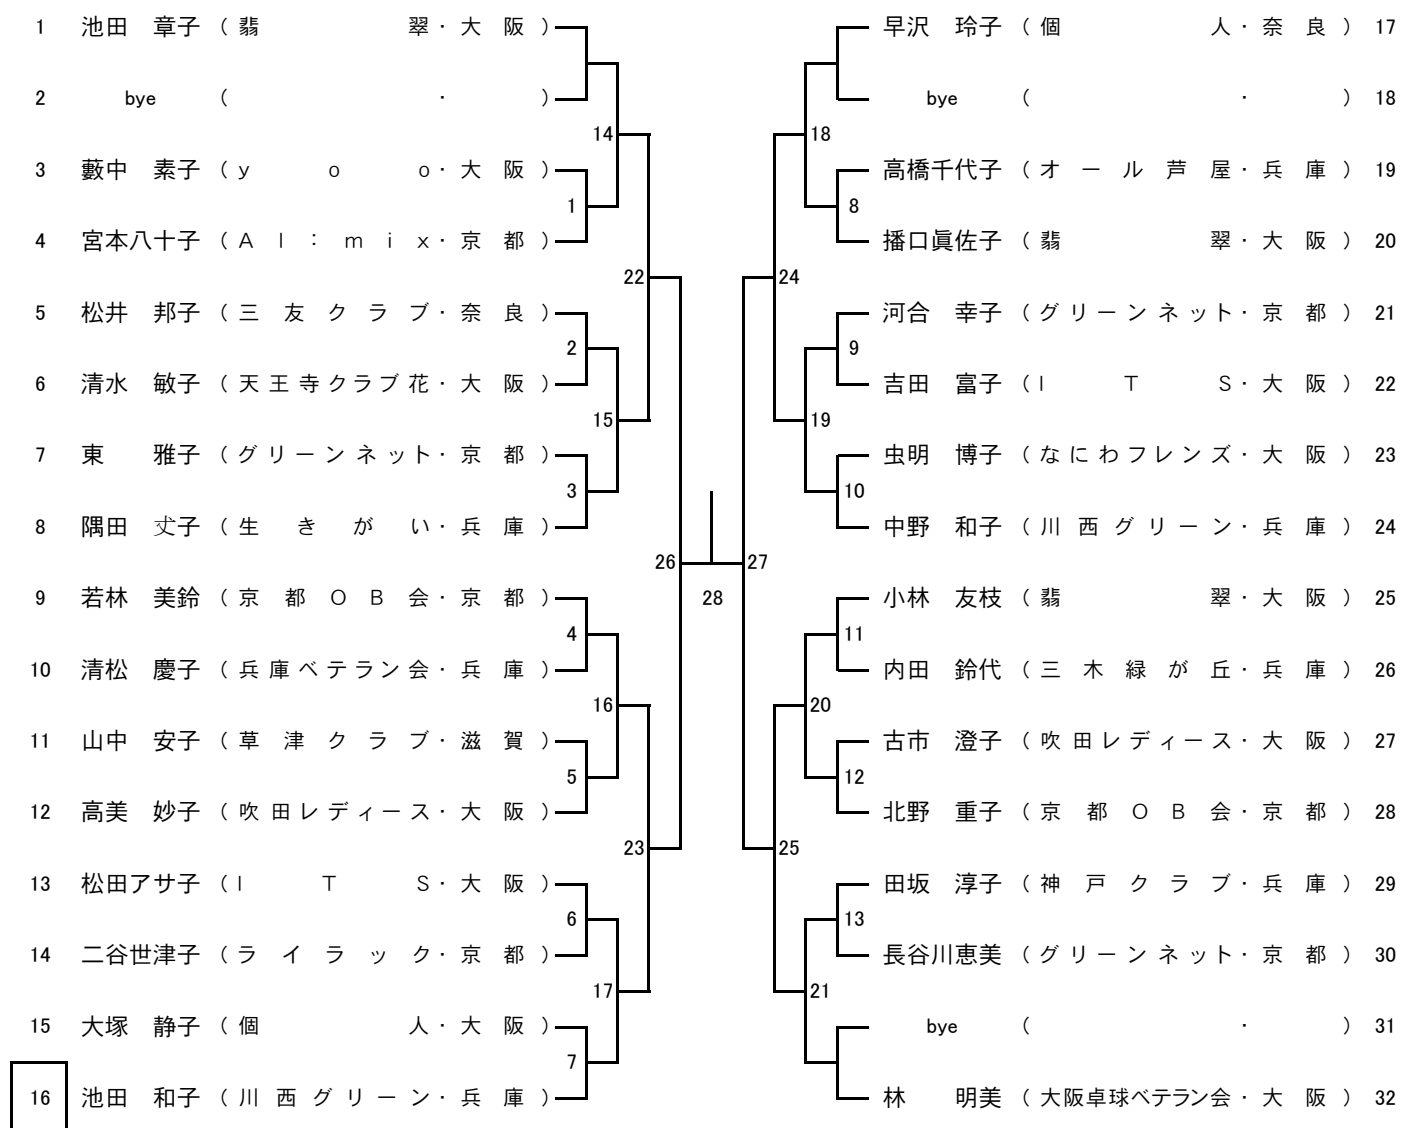 1 池田 章子 （ 翡 翠 ・ 大 阪 ）
2 bye （ ・ ）
3 藪中 素子 （ y o o ・ 大 阪 ）
4 宮本八十子 （ A l : m i x ・ 京 都 ）
5 松井 邦子 （ 三 友 ク ラ ブ ・ 奈 良 ）
6 清水 敏子 （ 天王寺クラブ花 ・ 大 阪 ）
7 東 雅子 （ グリーンネット ・ 京 都 ）
8 隅田 丈子 （ 生 き が い ・ 兵 庫 ）
9 若林 美鈴 （ 京 都 O B 会 ・ 京 都 ）
10 清松 慶子 （ 兵庫ベテラン会 ・ 兵 庫 ）
11 山中 安子 （ 草 津 ク ラ ブ ・ 滋 賀 ）
12 高美 妙子 （ 吹田レディース ・ 大 阪 ）
13 松田アサ子 （ I T S ・ 大 阪 ）
14 二谷世津子 （ ラ イ ラ ッ ク ・ 京 都 ）
15 大塚 静子 （ 個 人 ・ 大 阪 ）
16 池田 和子 （ 川 西 グ リ ー ン ・ 兵 庫 ）
14
1
22
2
15
3
26
4
16
5
23
6
17
7
28
18
8
24
9
19
10
27
11
20
12
25
13
21
早沢 玲子 （ 個 人 ・ 奈 良 ） 17
bye （ ・ ） 18
高橋千代子 （ オ ー ル 芦 屋 ・ 兵 庫 ） 19
播口眞佐子 （ 翡 翠 ・ 大 阪 ） 20
河合 幸子 （ グリーンネット ・ 京 都 ） 21
吉田 富子 （ I T S ・ 大 阪 ） 22
虫明 博子 （ なにわフレンズ ・ 大 阪 ） 23
中野 和子 （ 川 西 グ リ ー ン ・ 兵 庫 ） 24
小林 友枝 （ 翡 翠 ・ 大 阪 ） 25
内田 鈴代 （ 三 木 緑 が 丘 ・ 兵 庫 ） 26
古市 澄子 （ 吹田レディース ・ 大 阪 ） 27
北野 重子 （ 京 都 O B 会 ・ 京 都 ） 28
田坂 淳子 （ 神 戸 ク ラ ブ ・ 兵 庫 ） 29
長谷川恵美 （ グリーンネット ・ 京 都 ） 30
bye （ ・ ） 31
林 明美 （ 大阪卓球ベテラン会 ・ 大 阪 ） 32